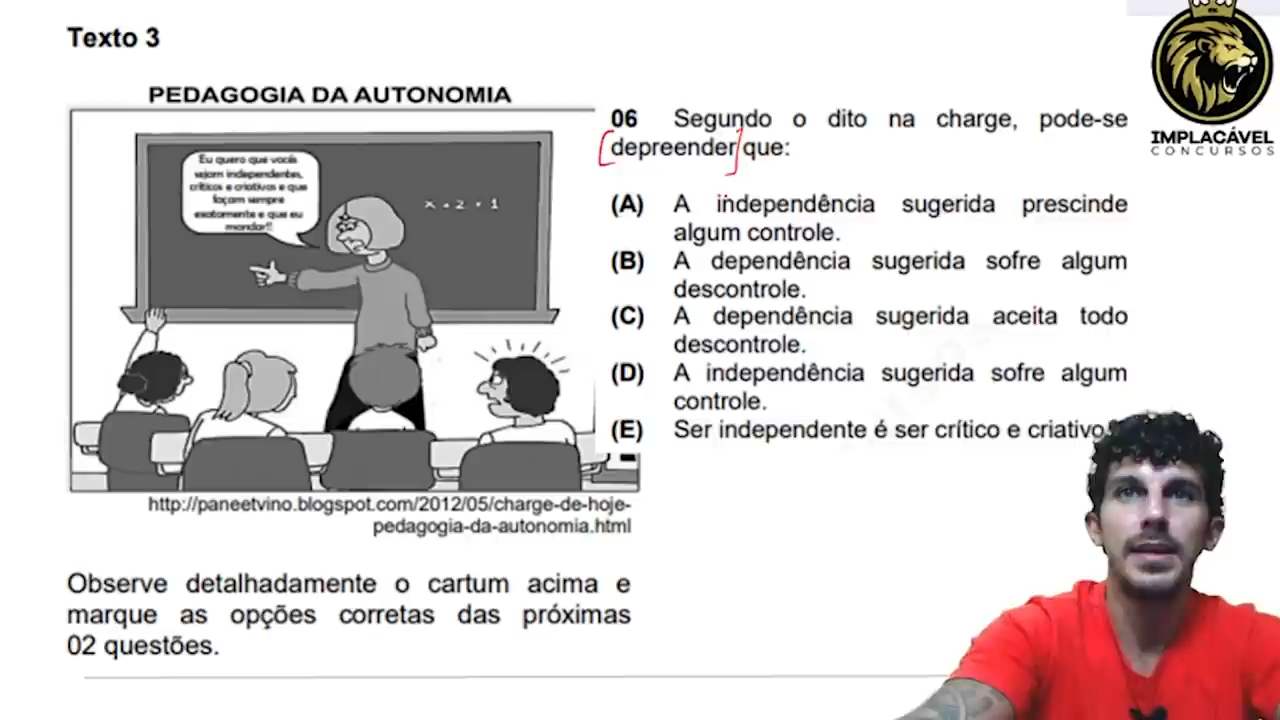 Texto 3
PEDAGOGIA DA AUTONOMIA
Eu quero que vocês
sejam independentes,
críticos e criativos e que
façam sempre
exatamente e que eu
mandar!!
x + 2 = 1
http://paneetvino.blogspot.com/2012/05/charge-de-hoje-
pedagogia-da-autonomia.html
Observe detalhadamente o cartum acima e
marque as opções corretas das próximas
02 questões.
06 Segundo o dito na charge, pode-se
depreender que:
(A) A independência sugerida prescinde
algum controle.
(B) A dependência sugerida sofre algum
descontrole.
(C) A dependência sugerida aceita todo
descontrole.
(D) A independência sugerida sofre algum
controle.
(E) Ser independente é ser crítico e criativo
IMPLACÁVEL
CONCURSOS